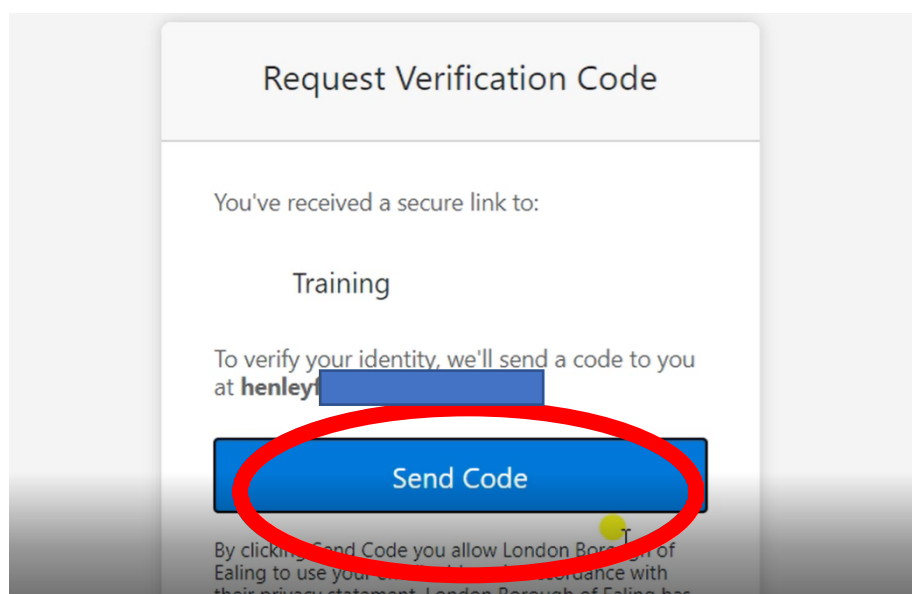 Request Verification Code
You've received a secure link to:
Training
To verify your identity, we'll send a code to you
at henleyf
Send Code
By clicking Send Code you allow London Borough of
Ealing to use your accordance with
their privacy statement. London Borough of Ealing has